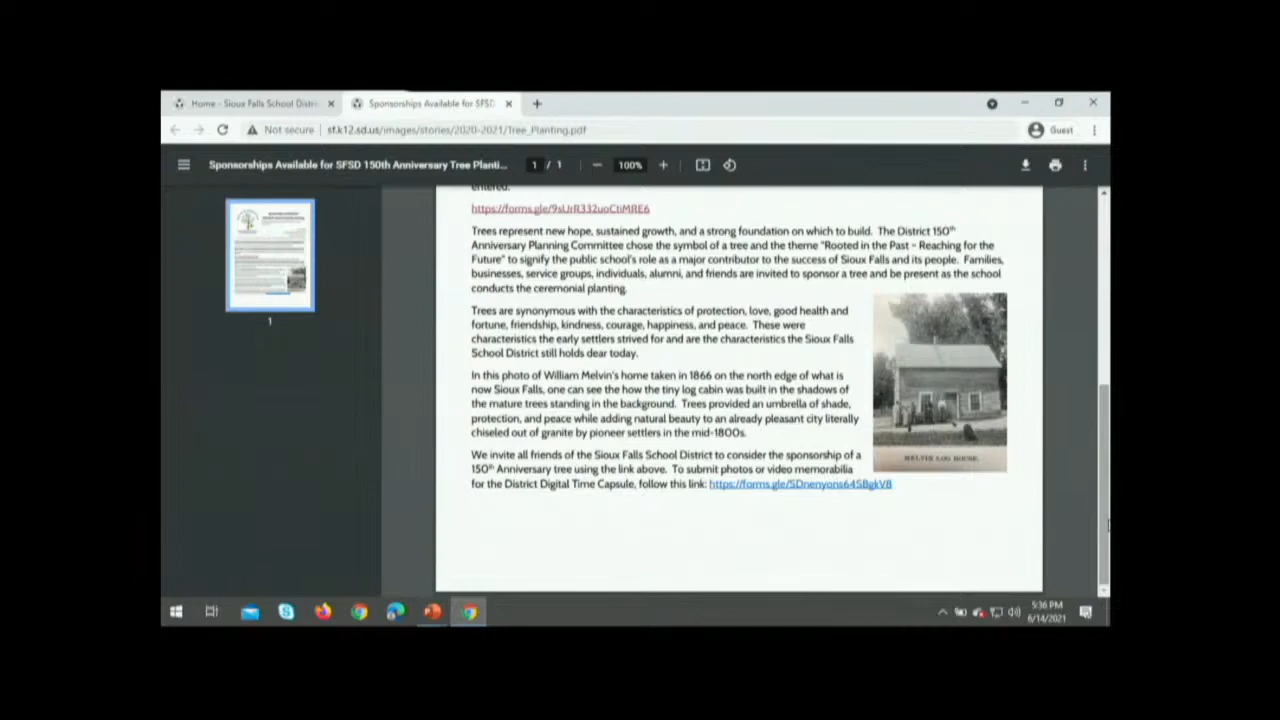 Home - Sioux Falls School Distri
Sponsorships Available for SFSD
Not secure
sf.k12.sd.us/images/stories/2020-2021/Tree_Planting.pdf
Guest
Sponsorships Available for SFSD 150th Anniversary Tree Planti...
1 / 1
100%
entered.
https://forms.gle/9sUrR332uoCtiMRE6
Trees represent new hope, sustained growth, and a strong foundation on which to build. The District 150th
Anniversary Planning Committee chose the symbol of a tree and the theme "Rooted in the Past – Reaching for the
Future" to signify the public school's role as a major contributor to the success of Sioux Falls and its people. Families,
businesses, service groups, individuals, alumni, and friends are invited to sponsor a tree and be present as the school
conducts the ceremonial planting.
Trees are synonymous with the characteristics of protection, love, good health and
fortune, friendship, kindness, courage, happiness, and peace. These were
characteristics the early settlers strived for and are the characteristics the Sioux Falls
School District still holds dear today.
In this photo of William Melvin's home taken in 1866 on the north edge of what is
now Sioux Falls, one can see the how the tiny log cabin was built in the shadows of
the mature trees standing in the background. Trees provided an umbrella of shade,
protection, and peace while adding natural beauty to an already pleasant city literally
chiseled out of granite by pioneer settlers in the mid-1800s.
MELVIN LOG HOUSE.
We invite all friends of the Sioux Falls School District to consider the sponsorship of a
150th Anniversary tree using the link above. To submit photos or video memorabilia
for the District Digital Time Capsule, follow this link: https://forms.gle/5Dnenyons64SBgkV8
1
5:36 PM
6/14/2021